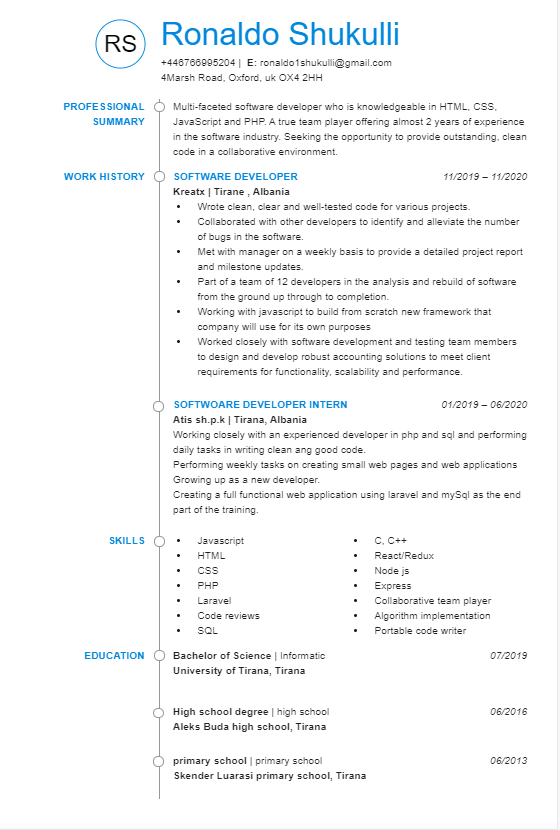 RS
Ronaldo Shukulli
+446766995204 | E: ronaldo1shukulli@gmail.com
4Marsh Road, Oxford, uk OX4 2HH
PROFESSIONAL SUMMARY
Multi-faceted software developer who is knowledgeable in HTML, CSS,
JavaScript and PHP. A true team player offering almost 2 years of experience
in the software industry. Seeking the opportunity to provide outstanding, clean
code in a collaborative environment.
WORK HISTORY
SOFTWARE DEVELOPER 11/2019 – 11/2020
Kreatx | Tirane , Albania
• Wrote clean, clear and well-tested code for various projects.
• Collaborated with other developers to identify and alleviate the number
of bugs in the software.
• Met with manager on a weekly basis to provide a detailed project report
and milestone updates.
• Part of a team of 12 developers in the analysis and rebuild of software
from the ground up through to completion.
• Working with javascript to build from scratch new framework that
company will use for its own purposes
• Worked closely with software development and testing team members
to design and develop robust accounting solutions to meet client
requirements for functionality, scalability and performance.
SOFTWOARE DEVELOPER INTERN 01/2019 – 06/2020
Atis sh.p.k | Tirana, Albania
Working closely with an experienced developer in php and sql and performing
daily tasks in writing clean ang good code.
Performing weekly tasks on creating small web pages and web applications
Growing up as a new developer.
Creating a full functional web application using laravel and mySql as the end
part of the training.
SKILLS
• Javascript
• HTML
• CSS
• PHP
• Laravel
• Code reviews
• SQL
• C, C++
• React/Redux
• Node js
• Express
• Collaborative team player
• Algorithm implementation
• Portable code writer
EDUCATION
Bachelor of Science | Informatic 07/2019
University of Tirana, Tirana
High school degree | high school 06/2016
Aleks Buda high school, Tirana
primary school | primary school 06/2013
Skender Luarasi primary school, Tirana